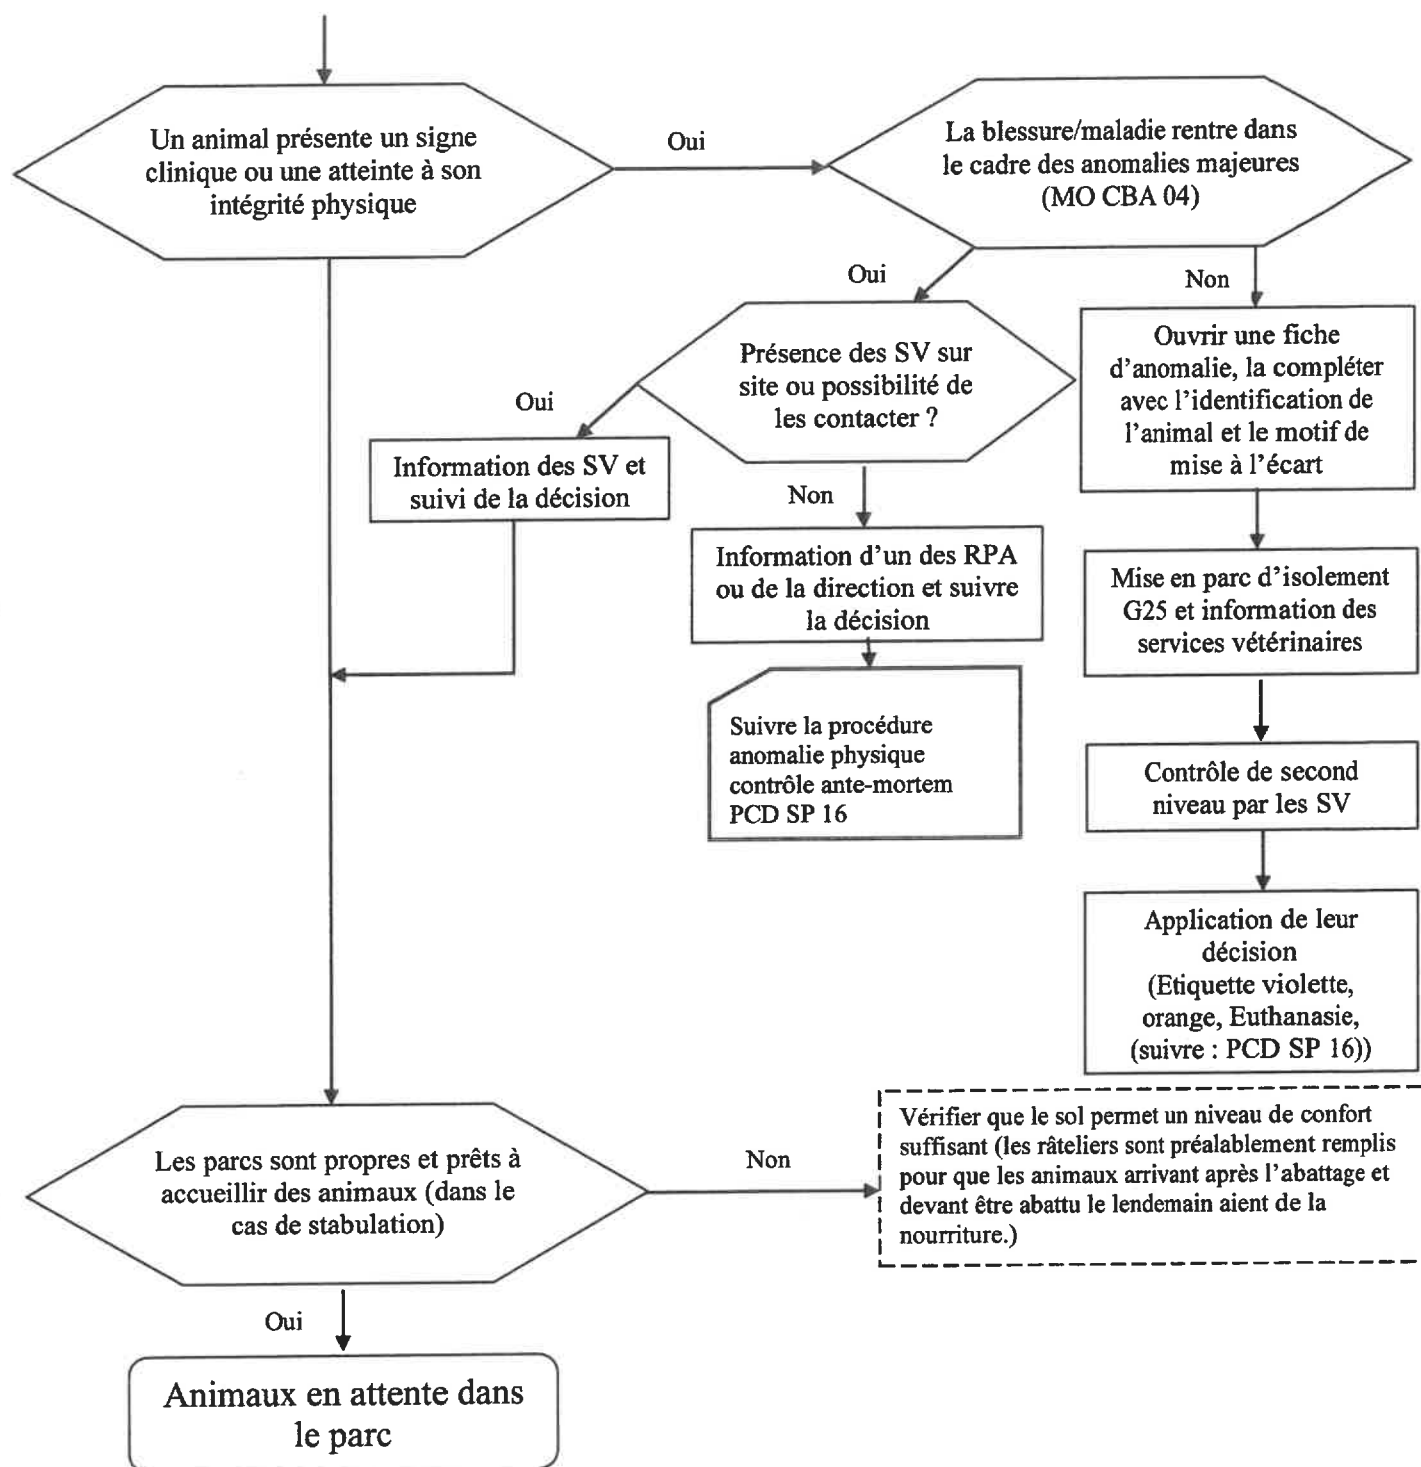 Un animal présente un signe
clinique ou une atteinte à son
intégrité physique
Oui
La blessure/maladie rentre dans
le cadre des anomalies majeures
(MO CBA 04)
Oui
Non
Présence des SV sur
site ou possibilité de
les contacter ?
Ouvrir une fiche
d'anomalie, la compléter
avec l'identification de
l'animal et le motif de
mise à l'écart
Oui
Information des SV et
suivi de la décision
Non
Information d'un des RPA
ou de la direction et suivre
la décision
Mise en parc d'isolement
G25 et information des
services vétérinaires
Suivre la procédure
anomalie physique
contrôle ante-mortem
PCD SP 16
Contrôle de second
niveau par les SV
Application de leur
décision
(Etiquette violette,
orange, Euthanasie,
(suivre : PCD SP 16))
Les parcs sont propres et prêts à
accueillir des animaux (dans le
cas de stabulation)
Non
Vérifier que le sol permet un niveau de confort
suffisant (les râteliers sont préalablement remplis
pour que les animaux arrivant après l'abattage et
devant être abattu le lendemain aient de la
nourriture.)
Oui
Animaux en attente dans
le parc